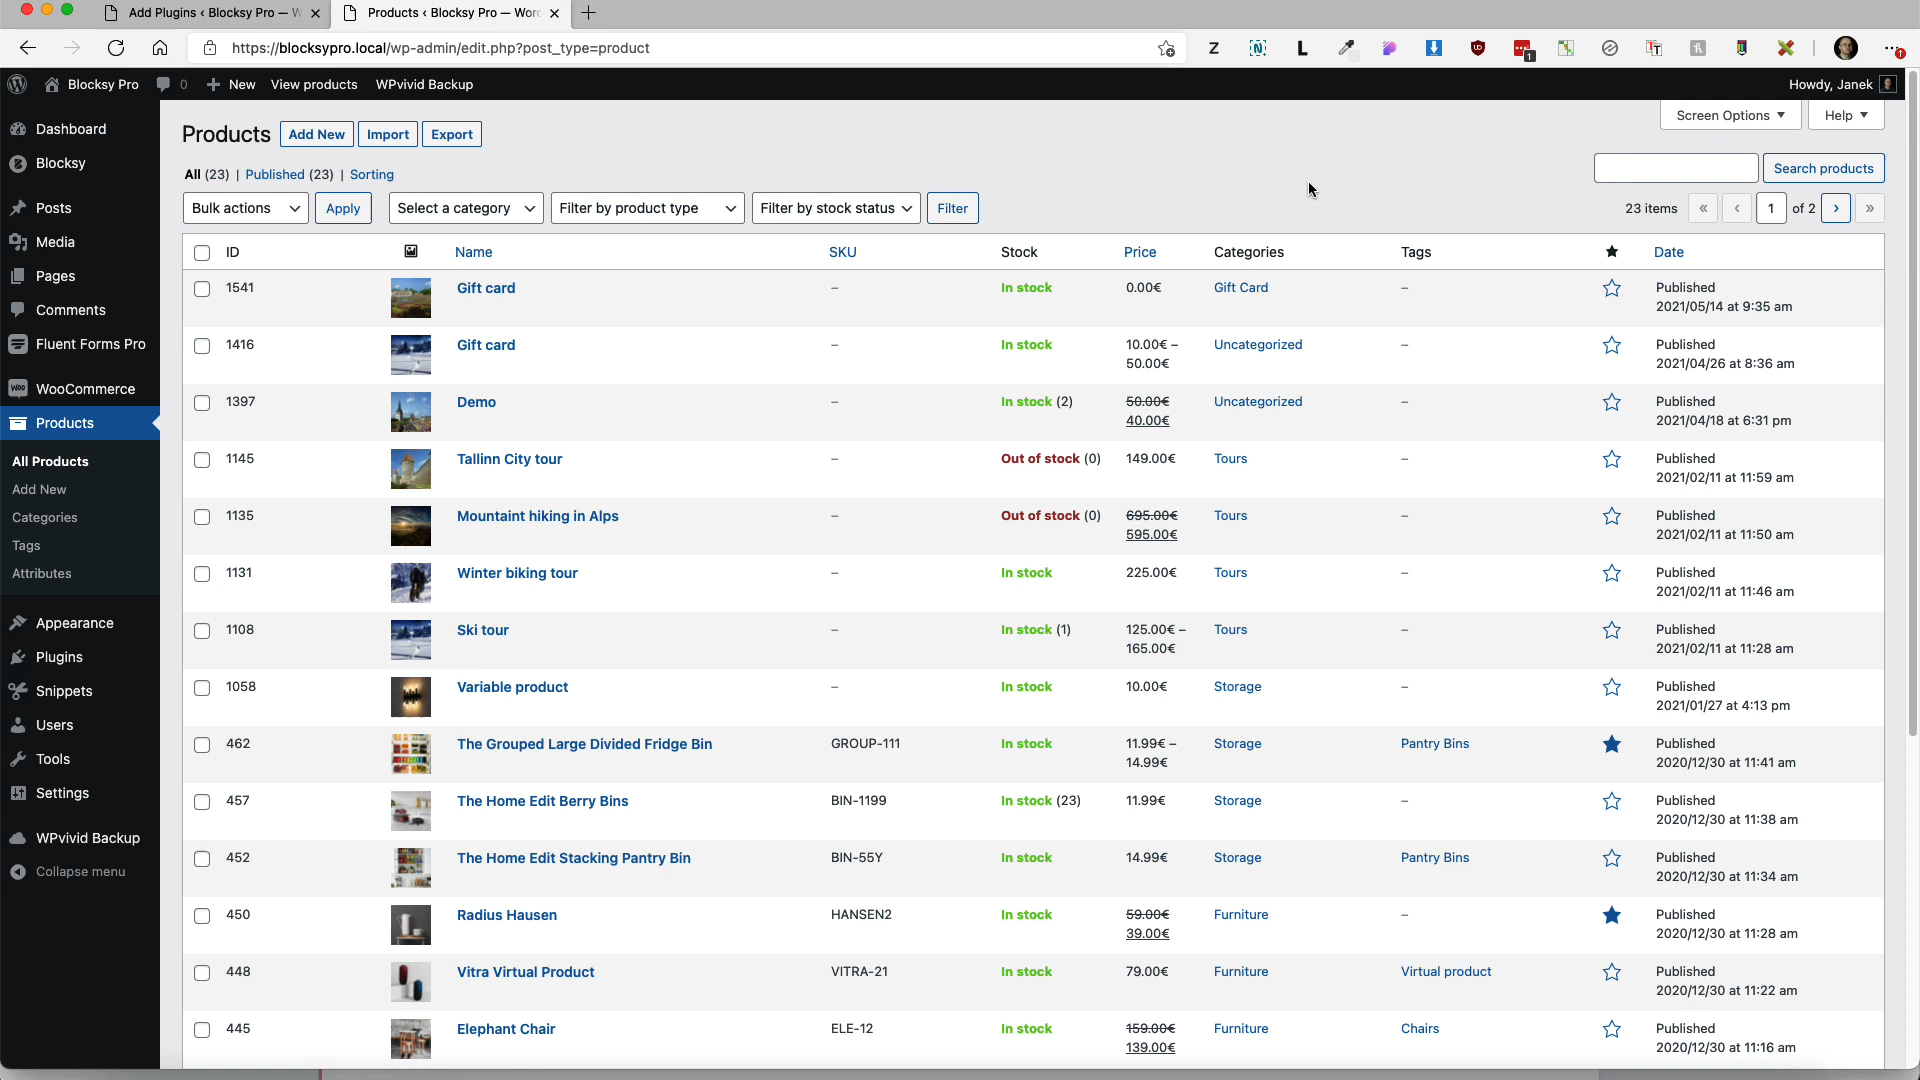 Add Plugins ‹ Blocksy Pro — W
Products ‹ Blocksy Pro — Wor
https://blocksypro.local/wp-admin/edit.php?post_type=product
Blocksy Pro 0 New View products WPvivid Backup Howdy, Janek
Dashboard
Blocksy
Posts
Media
Pages
Comments
Fluent Forms Pro
WooCommerce
Products
All Products
Add New
Categories
Tags
Attributes
Appearance
Plugins
Snippets
Users
Tools
Settings
WPvivid Backup
Collapse menu
Screen Options Help
Products Add New Import Export
All (23) | Published (23) | Sorting
Search products
Bulk actions Apply Select a category Filter by product type Filter by stock status Filter
23 items « ‹ 1 of 2 › »
ID Name SKU Stock Price Categories Tags Date
1541 Gift card – In stock 0.00€ Gift Card – Published
2021/05/14 at 9:35 am
1416 Gift card – In stock 10.00€ – Uncategorized – Published
50.00€ 2021/04/26 at 8:36 am
1397 Demo – In stock (2) 50.00€ Uncategorized – Published
40.00€ 2021/04/18 at 6:31 pm
1145 Tallinn City tour – Out of stock (0) 149.00€ Tours – Published
2021/02/11 at 11:59 am
1135 Mountaint hiking in Alps – Out of stock (0) 695.00€ Tours – Published
595.00€ 2021/02/11 at 11:50 am
1131 Winter biking tour – In stock 225.00€ Tours – Published
2021/02/11 at 11:46 am
1108 Ski tour – In stock (1) 125.00€ – Tours – Published
165.00€ 2021/02/11 at 11:28 am
1058 Variable product – In stock 10.00€ Storage – Published
2021/01/27 at 4:13 pm
462 The Grouped Large Divided Fridge Bin GROUP-111 In stock 11.99€ – Storage Pantry Bins Published
14.99€ 2020/12/30 at 11:41 am
457 The Home Edit Berry Bins BIN-1199 In stock (23) 11.99€ Storage – Published
2020/12/30 at 11:38 am
452 The Home Edit Stacking Pantry Bin BIN-55Y In stock 14.99€ Storage Pantry Bins Published
2020/12/30 at 11:34 am
450 Radius Hausen HANSEN2 In stock 59.00€ Furniture – Published
39.00€ 2020/12/30 at 11:28 am
448 Vitra Virtual Product VITRA-21 In stock 79.00€ Furniture Virtual product Published
2020/12/30 at 11:22 am
445 Elephant Chair ELE-12 In stock 159.00€ Furniture Chairs Published
139.00€ 2020/12/30 at 11:16 am